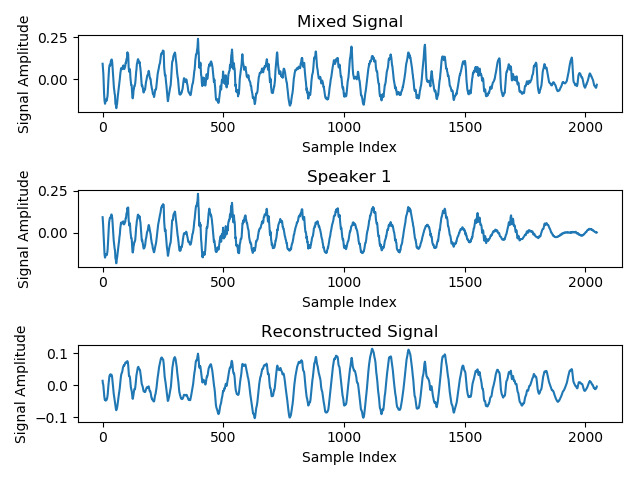 Mixed Signal
0.25
0.00
Signal Amplitude
0 500 1000 1500 2000
Sample Index
Speaker 1
0.25
0.00
Signal Amplitude
0 500 1000 1500 2000
Sample Index
Reconstructed Signal
0.1
0.0
−0.1
Signal Amplitude
0 500 1000 1500 2000
Sample Index